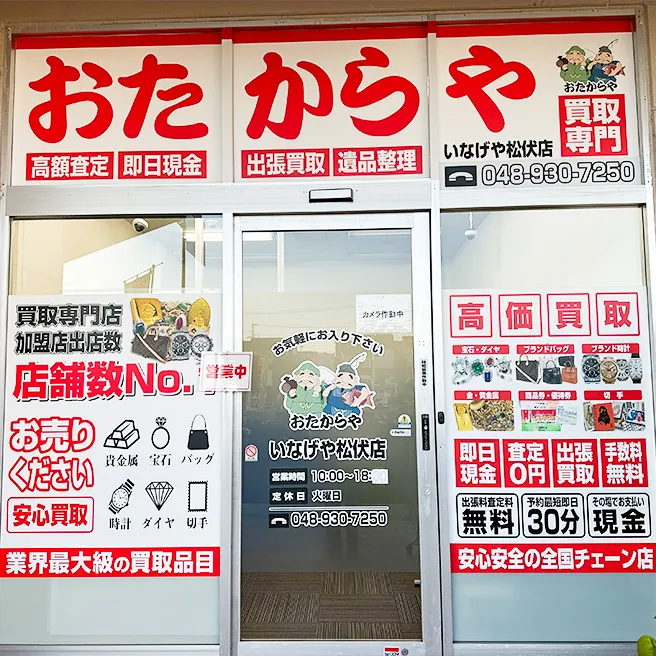 おたからや
おたからや
買取
専門
いなげや松伏店
048-930-7250
高額査定 即日現金 出張買取 遺品整理
買取専門店
加盟店出店数
店舗数No.
営業中
お売り
ください
安心買取
貴金属 宝石 バッグ
時計 ダイヤ 切手
業界最大級の買取品目
カメラ作動中
お気軽にお入り下さい
おたからや
いなげや松伏店
営業時間 10:00~18:00
定休日 火曜日
048-930-7250
高価買取
宝石・ダイヤ ブランドバッグ ブランド時計
金・貴金属 商品券・優待券 切手
即日
現金
査定
0円
出張
買取
手数料
無料
出張料査定料
無料
予約最短即日
30分
その場でお支払い
現金
安心安全の全国チェーン店